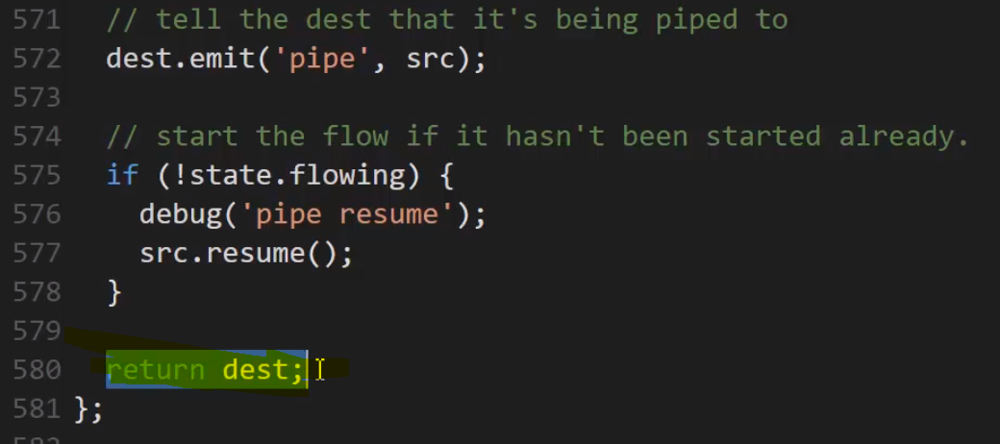 571 // tell the dest that it's being piped to
572 dest.emit('pipe', src);
573
574 // start the flow if it hasn't been started already.
575 if (!state.flowing) {
576 debug('pipe resume');
577 src.resume();
578 }
579
580 return dest;
581 };